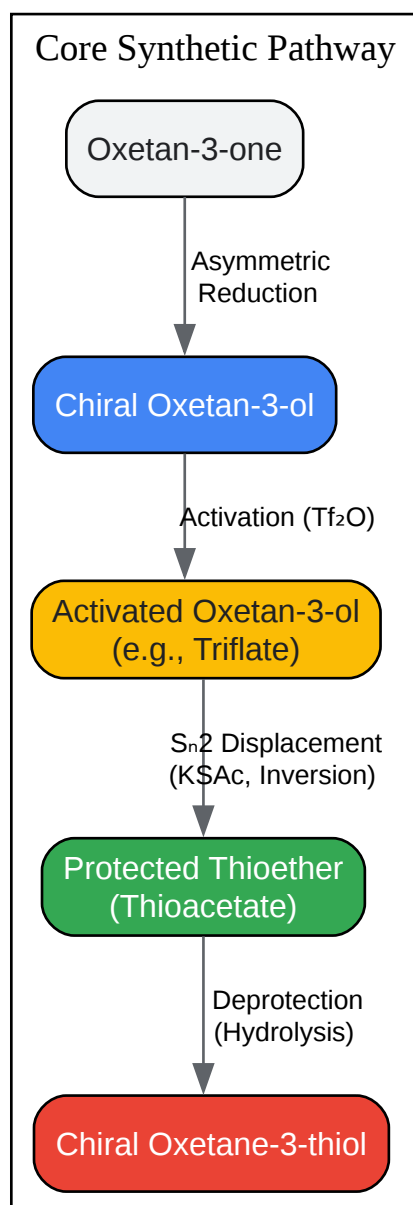 Core Synthetic Pathway
Oxetan-3-one
Asymmetric
Reduction
Chiral Oxetan-3-ol
Activation (Tf₂O)
Activated Oxetan-3-ol
(e.g., Triflate)
Sₙ2 Displacement
(KSAc, Inversion)
Protected Thioether
(Thioacetate)
Deprotection
(Hydrolysis)
Chiral Oxetane-3-thiol